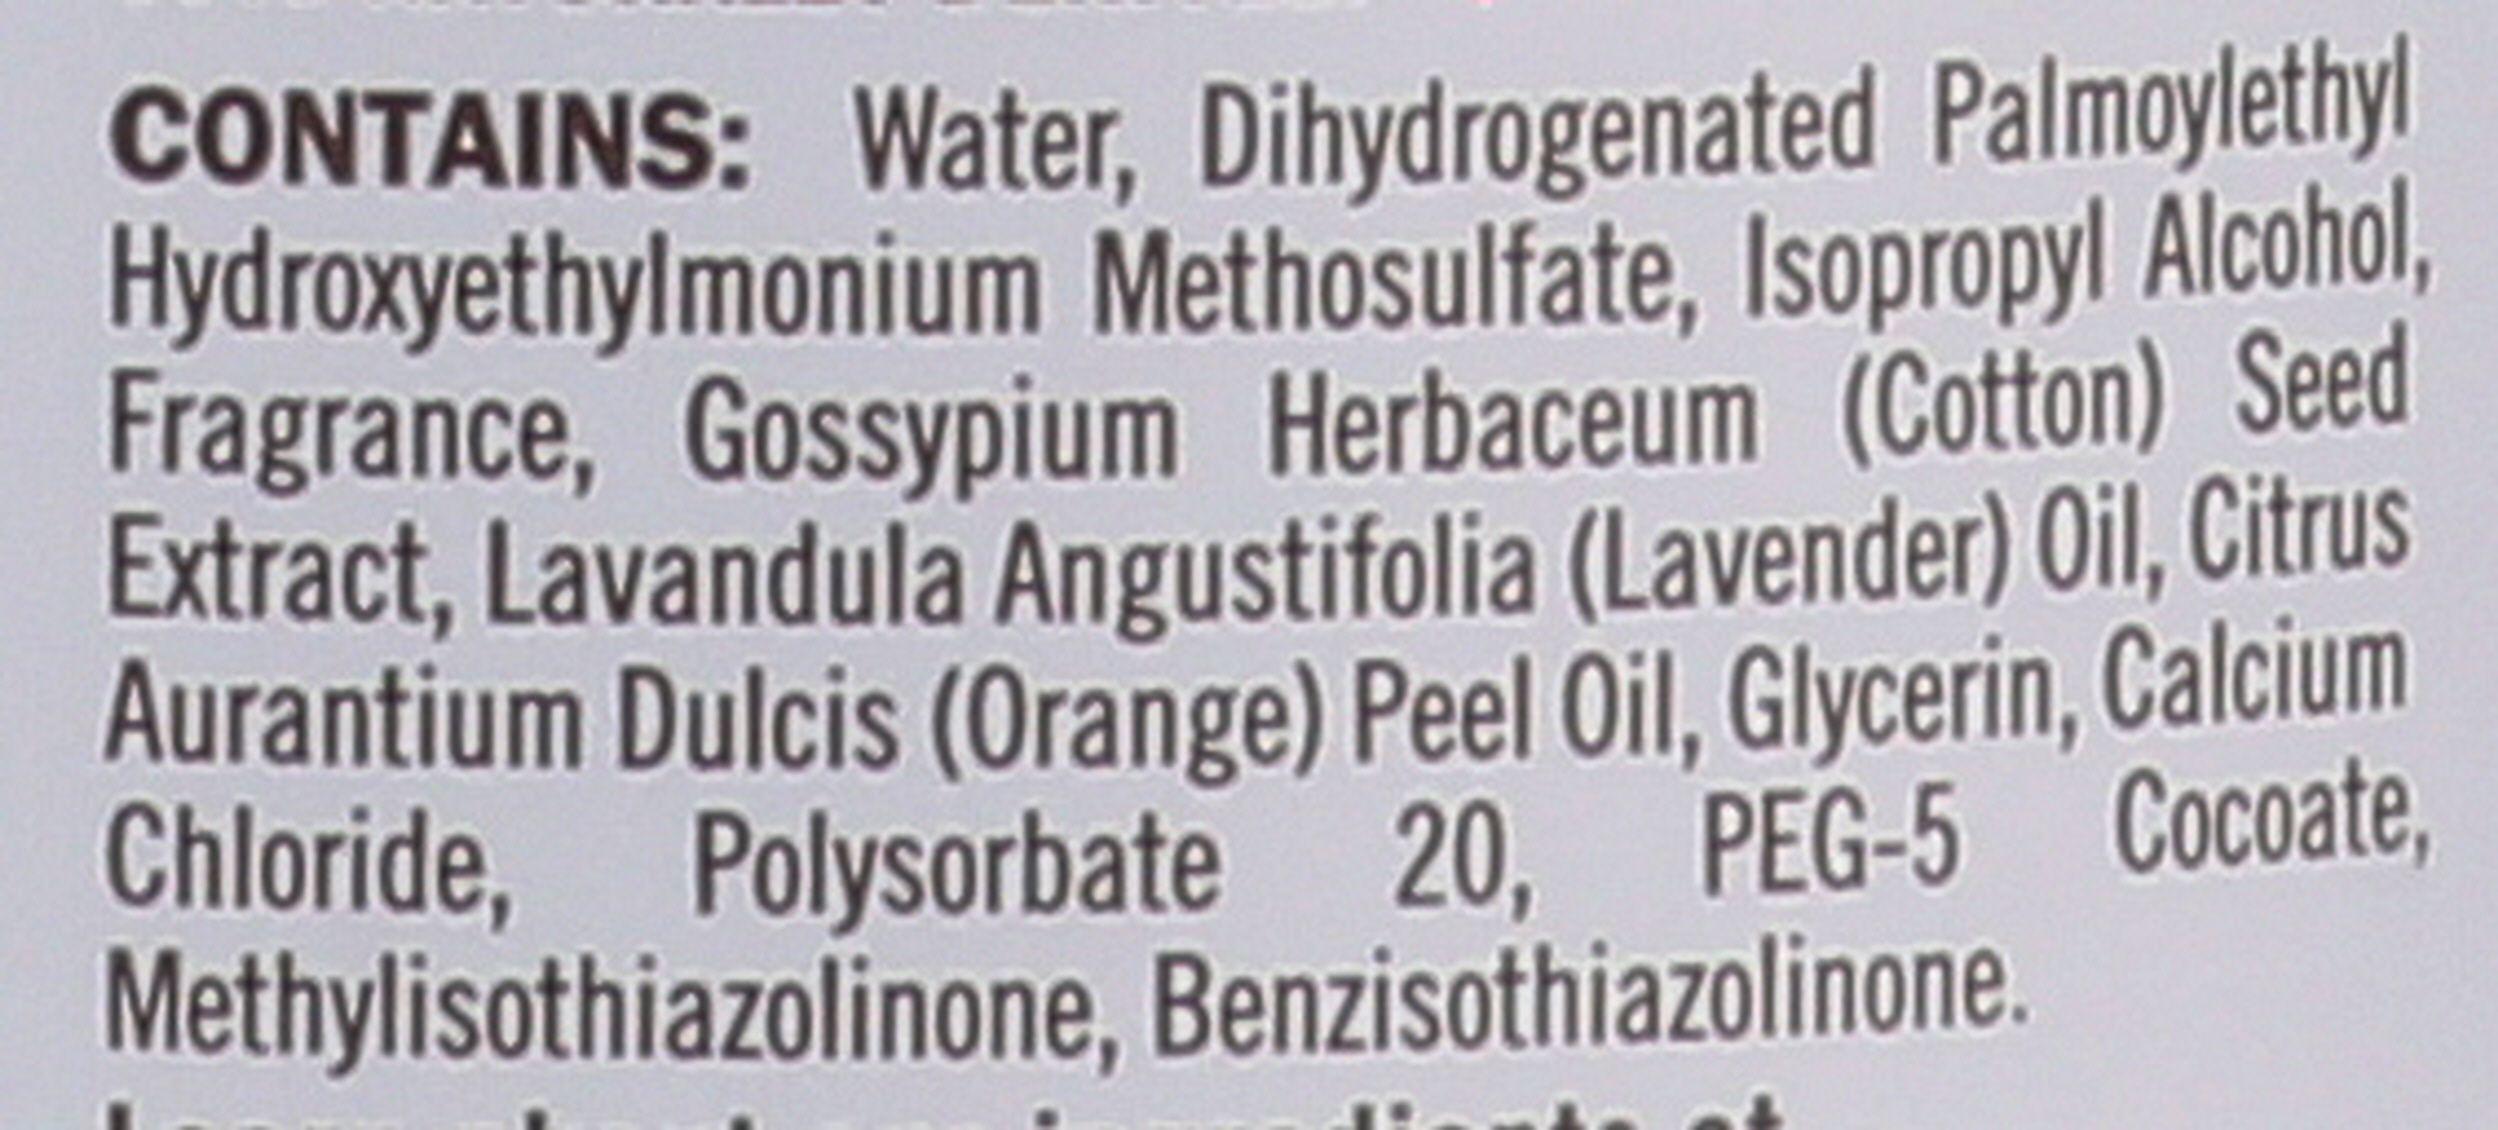 CONTAINS: Water, Dihydrogenated Palmoylethyl
Hydroxyethylmonium Methosulfate, Isopropyl Alcohol,
Fragrance, Gossypium Herbaceum (Cotton) Seed
Extract, Lavandula Angustifolia (Lavender) Oil, Citrus
Aurantium Dulcis (Orange) Peel Oil, Glycerin, Calcium
Chloride, Polysorbate 20, PEG-5 Cocoate,
Methylisothiazolinone, Benzisothiazolinone.